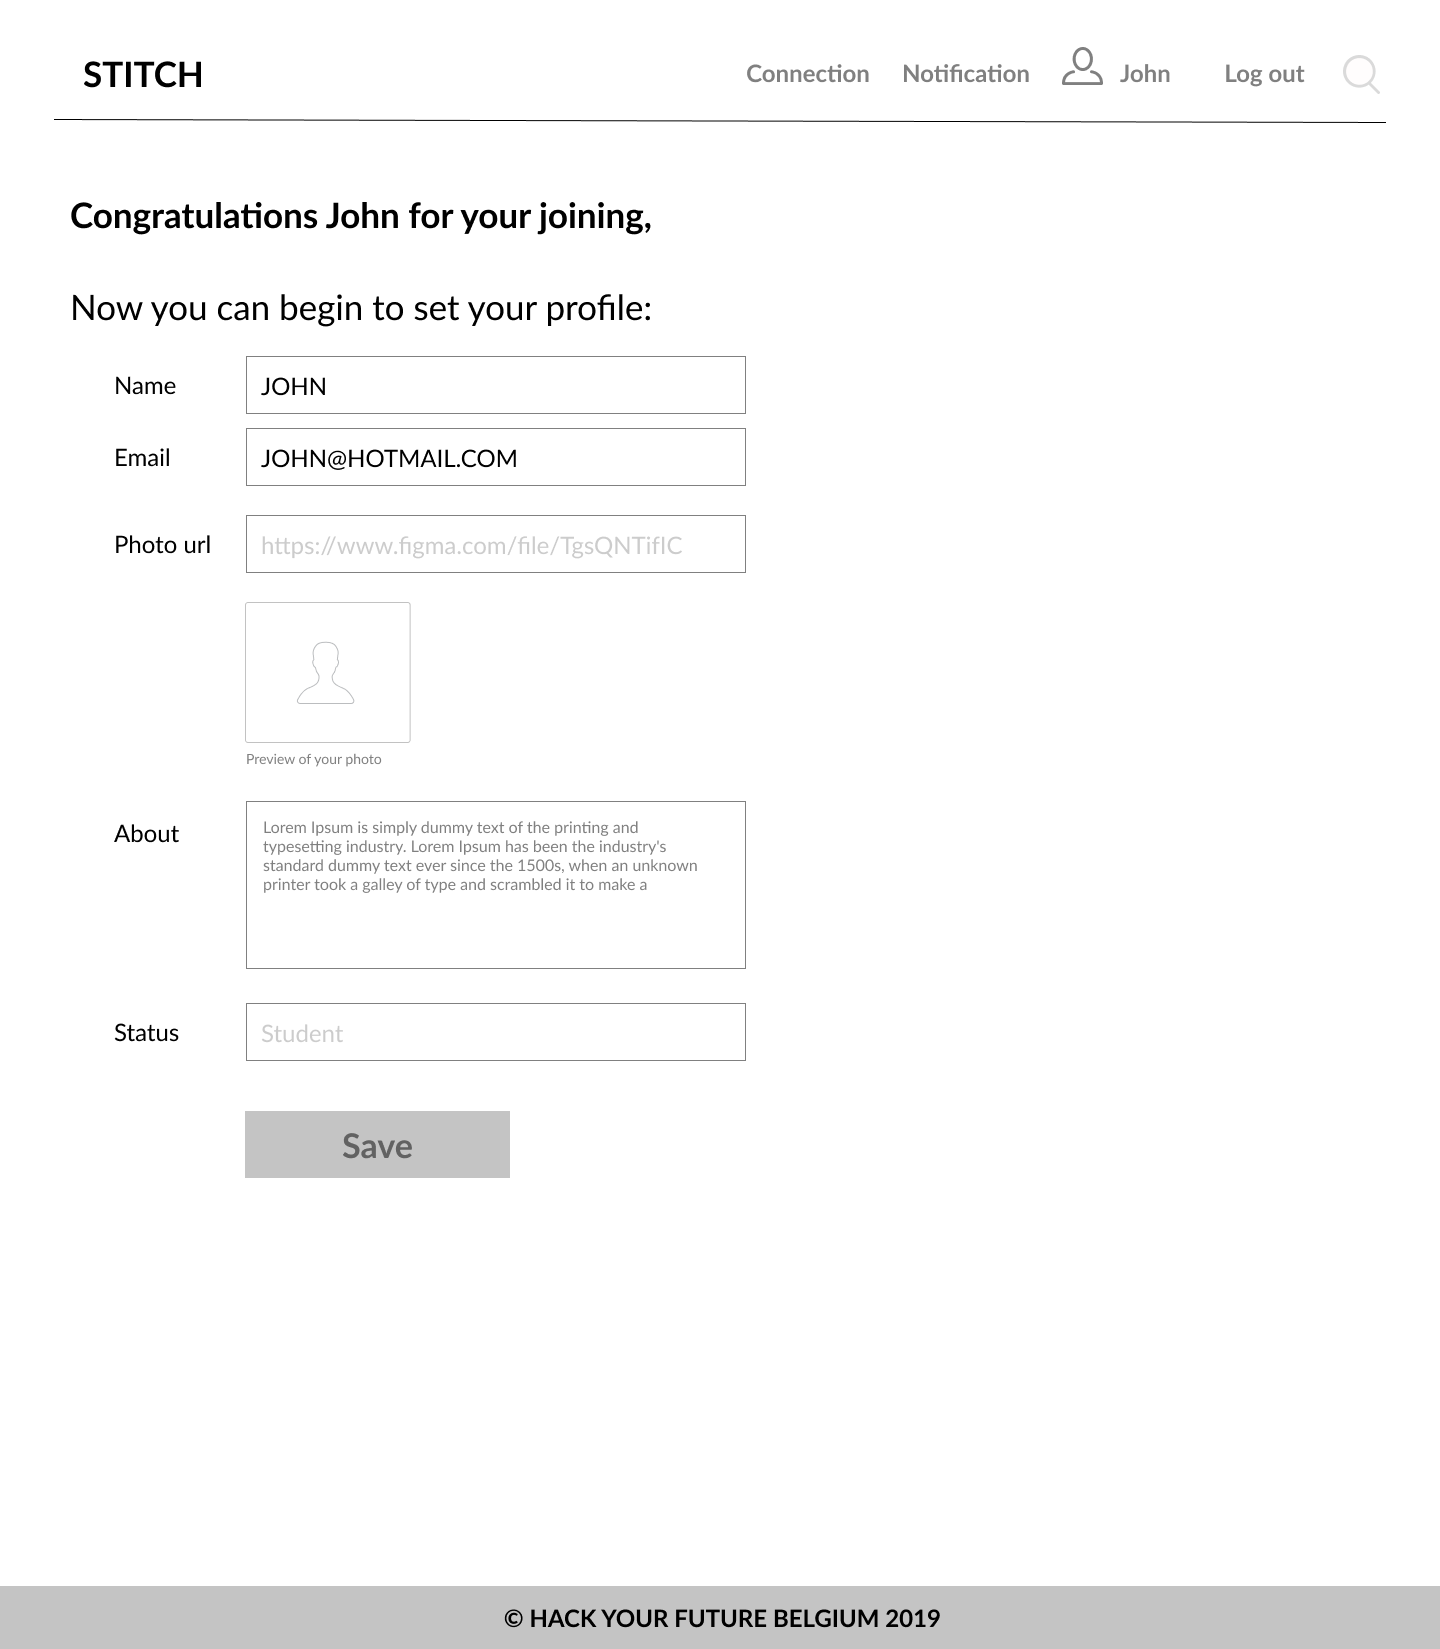 STITCH
Connection Notification John Log out
Congratulations John for your joining,
Now you can begin to set your profile:
Name JOHN
Email JOHN@HOTMAIL.COM
Photo url https://www.figma.com/file/TgsQNTifIC
Preview of your photo
About
Lorem Ipsum is simply dummy text of the printing and
typesetting industry. Lorem Ipsum has been the industry's
standard dummy text ever since the 1500s, when an unknown
printer took a galley of type and scrambled it to make a
Status Student
Save
© HACK YOUR FUTURE BELGIUM 2019